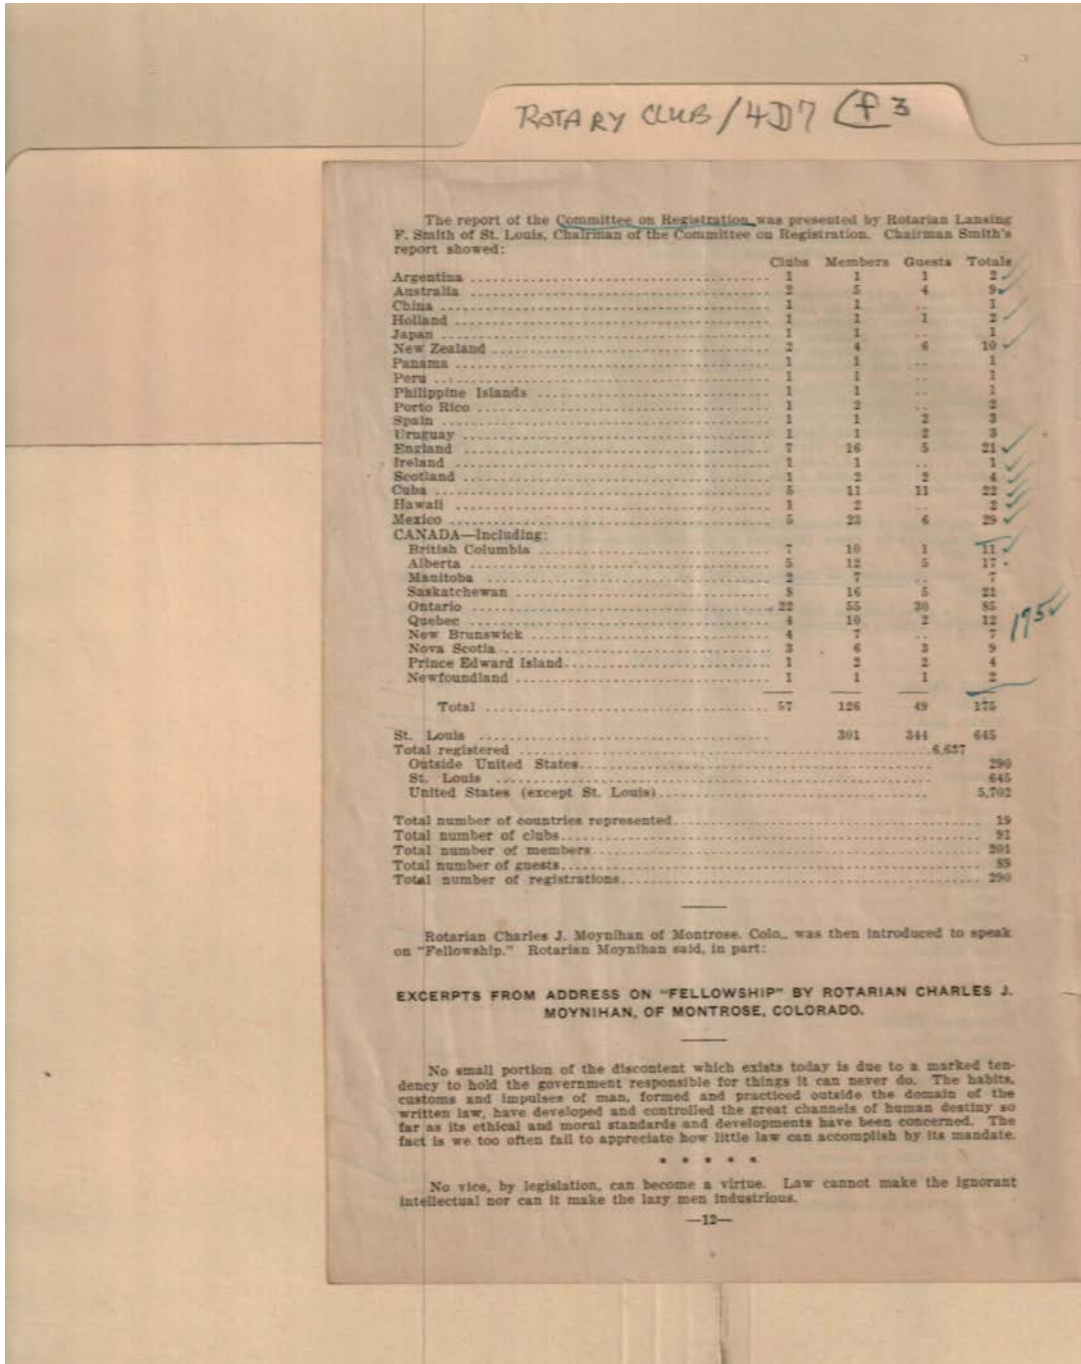 ROTARY CLUB/4D7 f 3
The report of the Committee on Registration was presented by Rotarian Lansing
F. Smith of St. Louis, Chairman of the Committee on Registration. Chairman Smith's
report showed:
Clubs Members Guests Totals
Argentina .......... 1 1 1 2
Australia .......... 2 5 4 9
China .......... 1 1 .. 1
Holland .......... 1 1 1 2
Japan .......... 1 1 .. 1
New Zealand .......... 2 4 6 10
Panama .......... 1 1 .. 1
Peru .......... 1 1 .. 1
Philippine Islands .......... 1 1 .. 1
Porto Rico .......... 1 2 .. 2
Spain .......... 1 1 2 3
Uruguay .......... 1 1 2 3
England .......... 7 16 5 21
Ireland .......... 1 1 .. 1
Scotland .......... 1 2 2 4
Cuba .......... 5 11 11 22
Hawaii .......... 1 2 .. 2
Mexico .......... 5 23 6 29
CANADA—Including:
British Columbia .......... 7 10 1 11
Alberta .......... 5 12 5 17
Manitoba .......... 2 7 .. 7
Saskatchewan .......... 8 16 5 21
Ontario .......... 22 55 30 85
Quebec .......... 4 10 2 12
New Brunswick .......... 4 7 .. 7
Nova Scotia .......... 3 6 3 9
Prince Edward Island .......... 1 2 2 4
Newfoundland .......... 1 1 1 2
195
Total .......... 57 126 49 175
St. Louis .......... 301 344 645
Total registered .......... 6,637
Outside United States .......... 290
St. Louis .......... 645
United States (except St. Louis) .......... 5,702
Total number of countries represented .......... 19
Total number of clubs .......... 91
Total number of members .......... 201
Total number of guests .......... 89
Total number of registrations .......... 290
Rotarian Charles J. Moynihan of Montrose, Colo., was then introduced to speak
on "Fellowship." Rotarian Moynihan said, in part:
EXCERPTS FROM ADDRESS ON "FELLOWSHIP" BY ROTARIAN CHARLES J.
MOYNIHAN, OF MONTROSE, COLORADO.
No small portion of the discontent which exists today is due to a marked ten-
dency to hold the government responsible for things it can never do. The habits,
customs and impulses of man, formed and practiced outside the domain of the
written law, have developed and controlled the great channels of human destiny so
far as its ethical and moral standards and developments have been concerned. The
fact is we too often fail to appreciate how little law can accomplish by its mandate.
* * * * *
No vice, by legislation, can become a virtue. Law cannot make the ignorant
intellectual nor can it make the lazy men industrious.
—12—